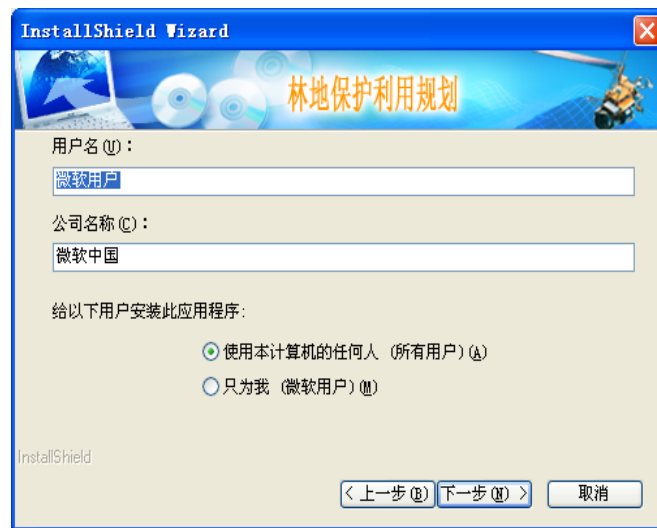 InstallShield Wizard
林地保护利用规划
用户名(U):
微软用户
公司名称(C):
微软中国
给以下用户安装此应用程序:
使用本计算机的任何人 (所有用户)(A)
只为我 (微软用户)(M)
InstallShield
< 上一步(B) 下一步(N) > 取消